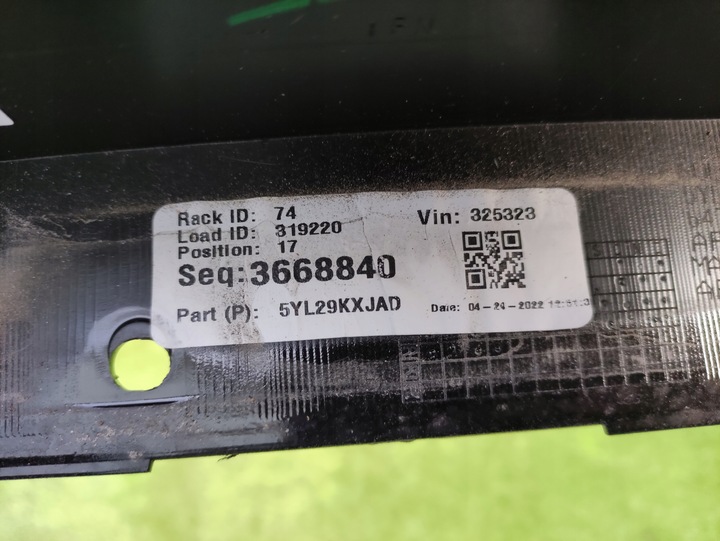 Rack ID: 74
Vin: 325323
Load ID: 319220
Position: 17
Seq:3668840
Part (P): 5YL29KXJAD
Date: 04-24-2022